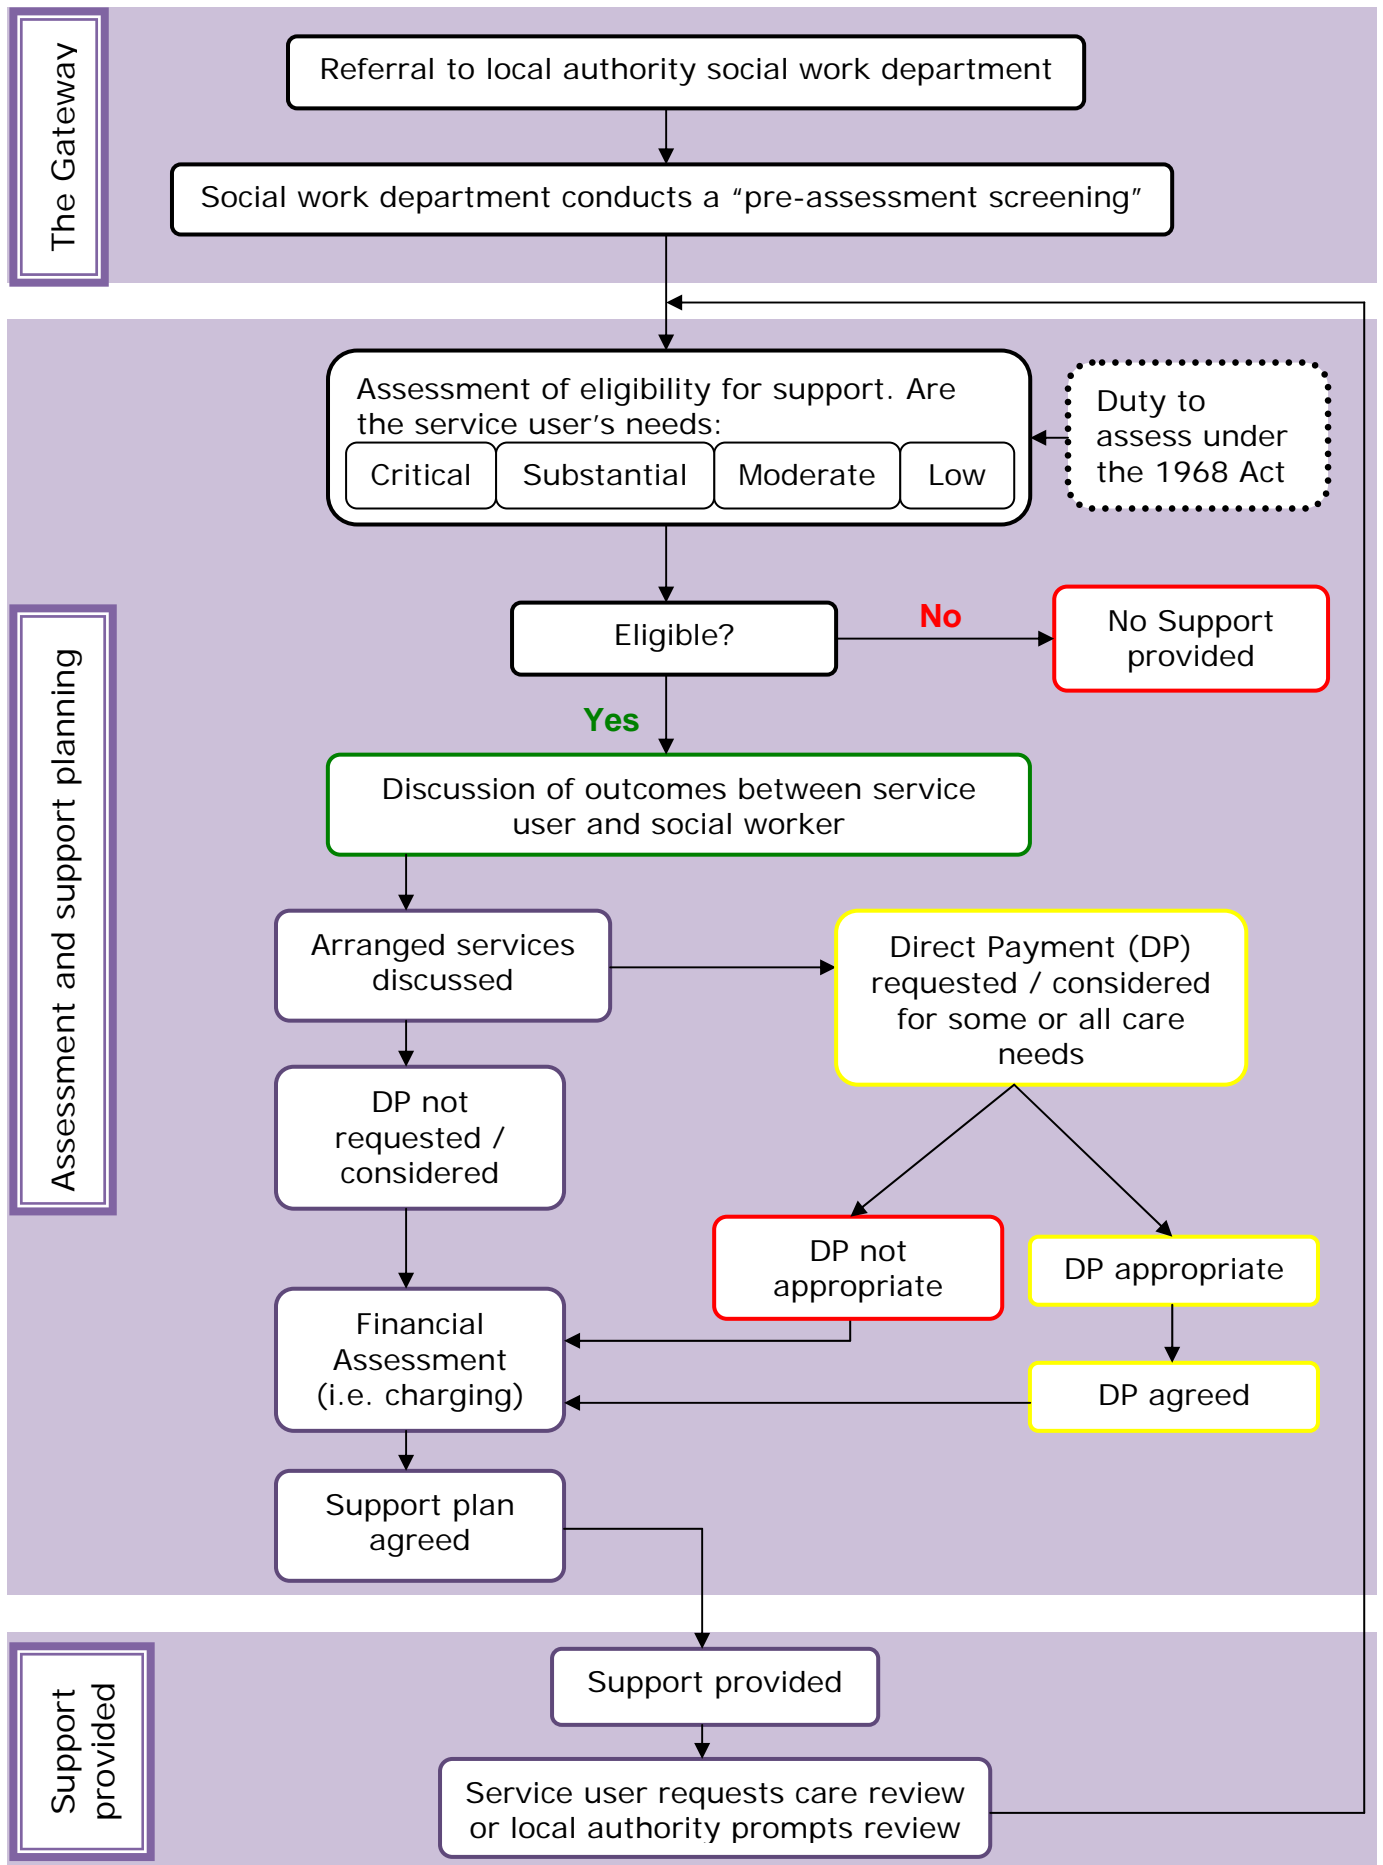 The Gateway
Referral to local authority social work department
Social work department conducts a “pre-assessment screening”
Assessment and support planning
Assessment of eligibility for support. Are
the service user’s needs:
Critical
Substantial
Moderate
Low
Duty to
assess under
the 1968 Act
Eligible?
No
No Support
provided
Yes
Discussion of outcomes between service
user and social worker
Arranged services
discussed
Direct Payment (DP)
requested / considered
for some or all care
needs
DP not
requested /
considered
DP not
appropriate
DP appropriate
Financial
Assessment
(i.e. charging)
DP agreed
Support plan
agreed
Support
provided
Support provided
Service user requests care review
or local authority prompts review